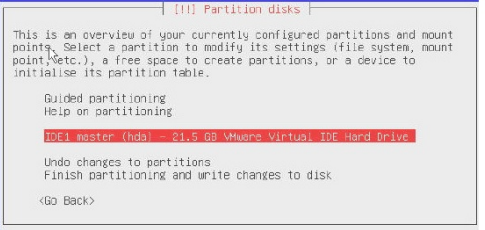 [!!] Partition disks
This is an overview of your currently configured partitions and mount
points. Select a partition to modify its settings (file system, mount
point, etc.), a free space to create partitions, or a device to
initialise its partition table.
Guided partitioning
Help on partitioning
IDE1 master (hda) - 21.5 GB VMware Virtual IDE Hard Drive
Undo changes to partitions
Finish partitioning and write changes to disk
<Go Back>